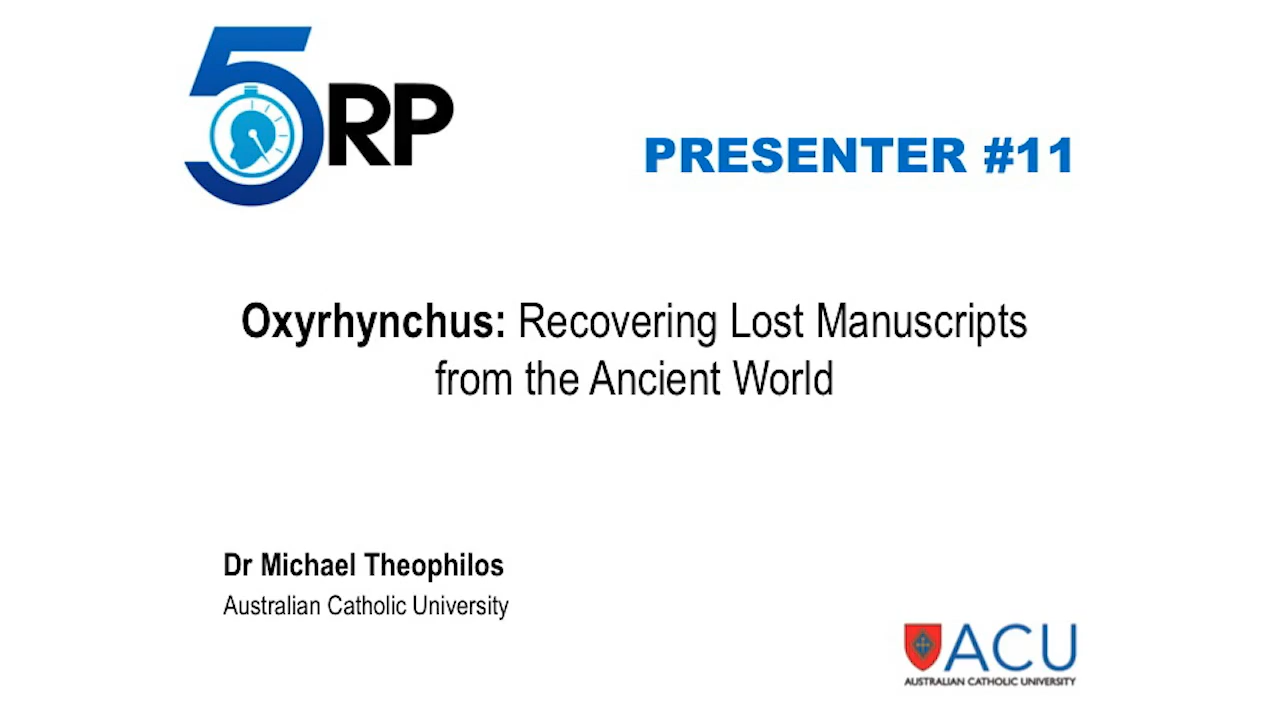 5RP
PRESENTER #11
Oxyrhynchus: Recovering Lost Manuscripts
from the Ancient World
Dr Michael Theophilos
Australian Catholic University
ACU
AUSTRALIAN CATHOLIC UNIVERSITY